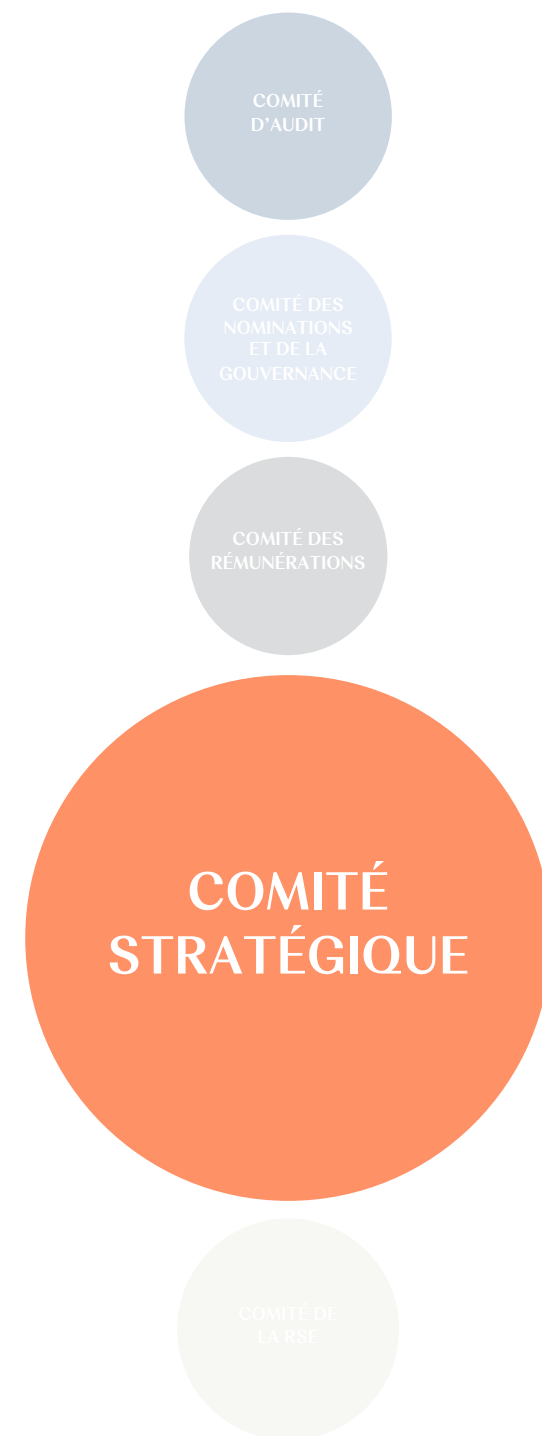 COMITÉ
D’AUDIT
COMITÉ DES
NOMINATIONS
ET DE LA
GOUVERNANCE
COMITÉ DES
RÉMUNÉRATIONS
COMITÉ
STRATÉGIQUE
COMITÉ DE
LA RSE